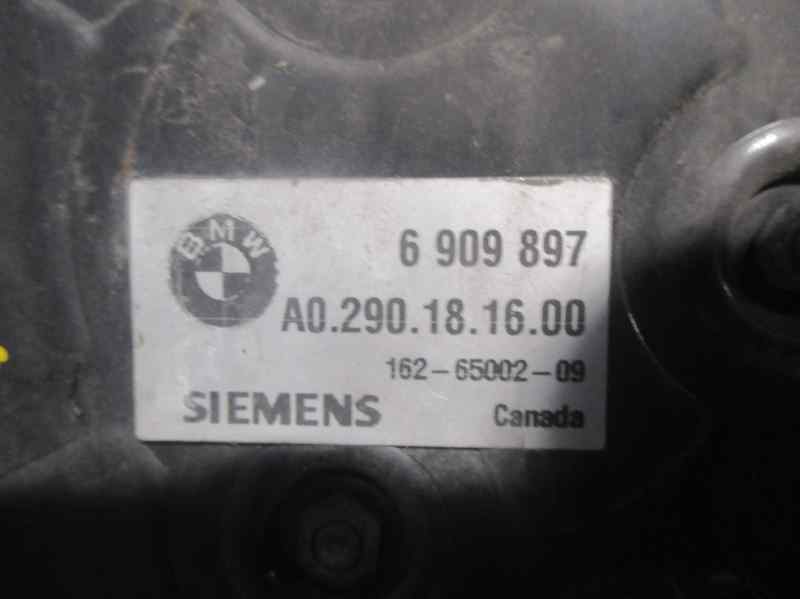 BMW
6 909 897
A0.290.18.16.00
162-65002-09
SIEMENS Canada